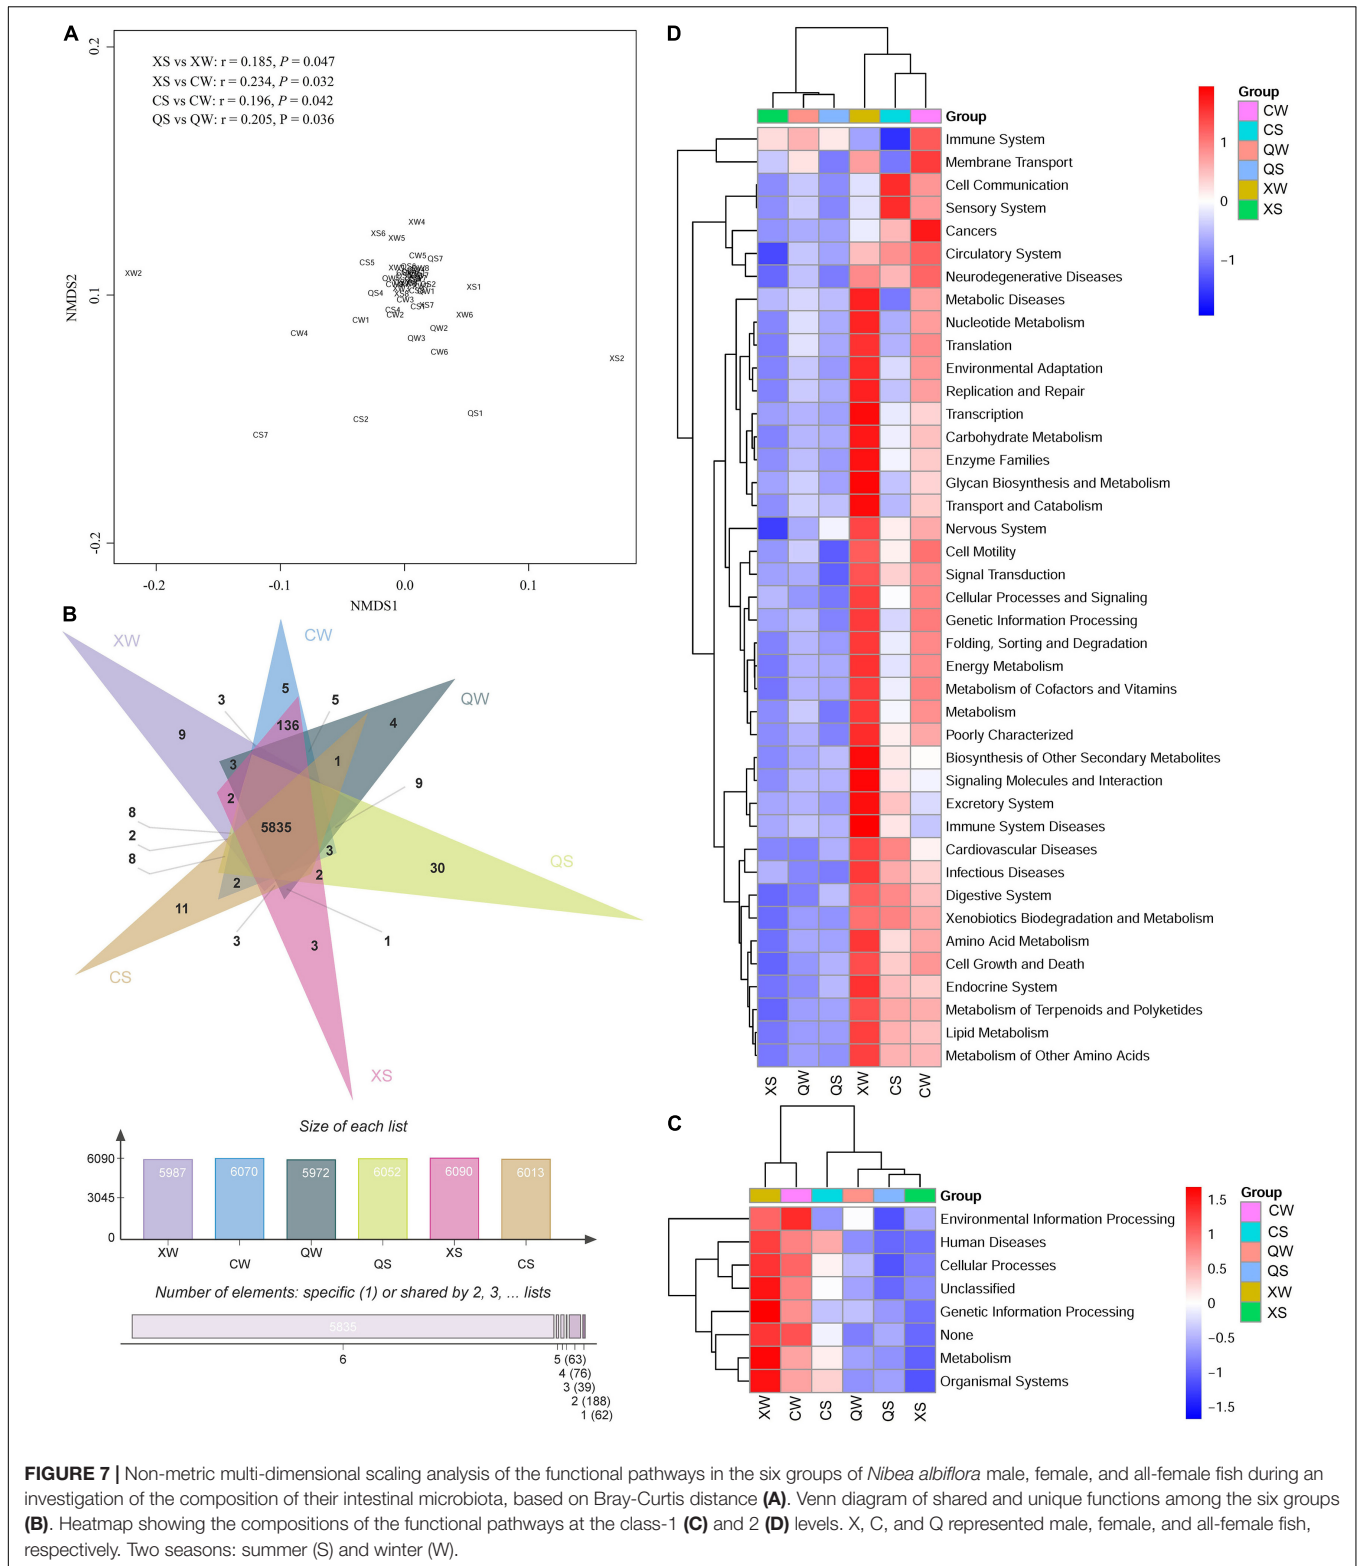 A
0.2
0.1
-0.2
NMDS2
XS vs XW: r = 0.185, P = 0.047
XS vs CW: r = 0.234, P = 0.032
CS vs CW: r = 0.196, P = 0.042
QS vs QW: r = 0.205, P = 0.036
XW4
XS6
XW5
CW5
QS7
CS5
XW2
XS1
QS4
CW3
XS7
CS4
CW2
XW6
CW1
QW2
CW4
QW3
CW6
XS2
QS1
CS2
CS7
-0.2
-0.1
0.0
0.1
NMDS1
B
XW
CW
QW
QS
XS
CS
3
5
5
136
4
9
3
1
9
2
8
5835
2
3
8
2
2
30
11
3
3
1
Size of each list
6090
3045
0
5987
6070
5972
6052
6090
6013
XW
CW
QW
QS
XS
CS
Number of elements: specific (1) or shared by 2, 3, ... lists
5835
6
5 (63)
4 (76)
3 (39)
2 (188)
1 (62)
D
Group
Immune System
Membrane Transport
Cell Communication
Sensory System
Cancers
Circulatory System
Neurodegenerative Diseases
Metabolic Diseases
Nucleotide Metabolism
Translation
Environmental Adaptation
Replication and Repair
Transcription
Carbohydrate Metabolism
Enzyme Families
Glycan Biosynthesis and Metabolism
Transport and Catabolism
Nervous System
Cell Motility
Signal Transduction
Cellular Processes and Signaling
Genetic Information Processing
Folding, Sorting and Degradation
Energy Metabolism
Metabolism of Cofactors and Vitamins
Metabolism
Poorly Characterized
Biosynthesis of Other Secondary Metabolites
Signaling Molecules and Interaction
Excretory System
Immune System Diseases
Cardiovascular Diseases
Infectious Diseases
Digestive System
Xenobiotics Biodegradation and Metabolism
Amino Acid Metabolism
Cell Growth and Death
Endocrine System
Metabolism of Terpenoids and Polyketides
Lipid Metabolism
Metabolism of Other Amino Acids
XS
QW
QS
XW
CS
CW
1
0
−1
Group
CW
CS
QW
QS
XW
XS
C
Group
Environmental Information Processing
Human Diseases
Cellular Processes
Unclassified
Genetic Information Processing
None
Metabolism
Organismal Systems
XW
CW
CS
QW
QS
XS
1.5
1
0.5
0
−0.5
−1
−1.5
Group
CW
CS
QW
QS
XW
XS
FIGURE 7 | Non-metric multi-dimensional scaling analysis of the functional pathways in the six groups of Nibea albiflora male, female, and all-female fish during an
investigation of the composition of their intestinal microbiota, based on Bray-Curtis distance (A). Venn diagram of shared and unique functions among the six groups
(B). Heatmap showing the compositions of the functional pathways at the class-1 (C) and 2 (D) levels. X, C, and Q represented male, female, and all-female fish,
respectively. Two seasons: summer (S) and winter (W).